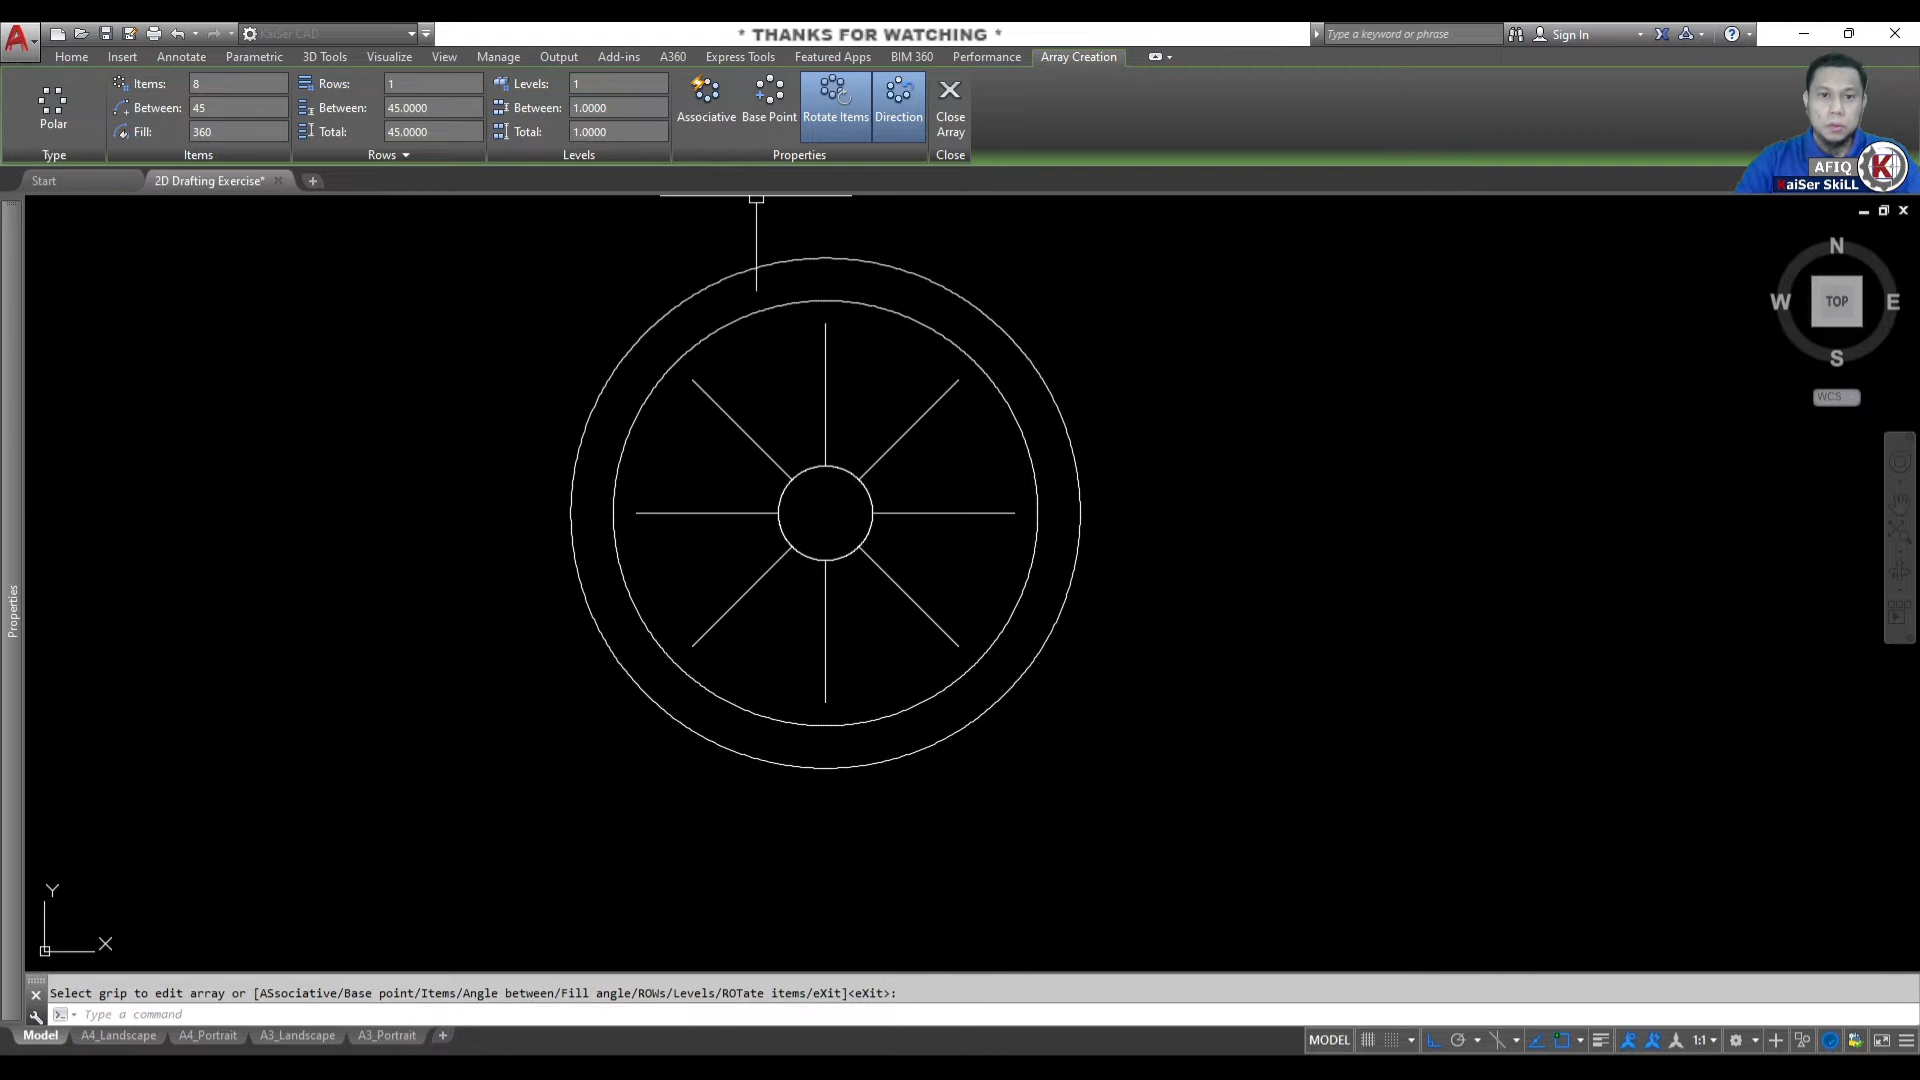 KaiSer CAD
* THANKS FOR WATCHING *
Type a keyword or phrase
Sign In
Home Insert Annotate Parametric 3D Tools Visualize View Manage Output Add-ins A360 Express Tools Featured Apps BIM 360 Performance Array Creation
Items: 8 Rows: 1 Levels: 1
Between: 45 Between: 45.0000 Between: 1.0000
Fill: 360 Total: 45.0000 Total: 1.0000
Polar
Associative Base Point Rotate Items Direction Close Array
Type Items Rows Levels Properties Close
AFIQ
KaiSer SkiLL
K
Start 2D Drafting Exercise*
N
W TOP E
S
WCS
Properties
Y
X
Select grip to edit array or [ASsociative/Base point/Items/Angle between/Fill angle/ROWs/Levels/ROTate items/eXit]<eXit>:
Type a command
Model A4_Landscape A4_Portrait A3_Landscape A3_Portrait
MODEL 1:1